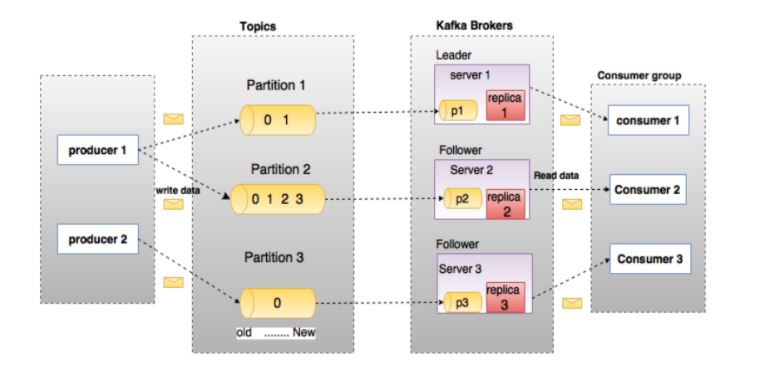 Topics
Kafka Brokers
Leader
server 1
Partition 1
Consumer group
replica
p1
1
0 1
consumer 1
producer 1
Follower
Partition 2
Server 2
Read data
write data
Consumer 2
0 1 2 3
p2
replica
2
producer 2
Follower
Partition 3
Server 3
Consumer 3
replica
0
p3
3
old ........ New